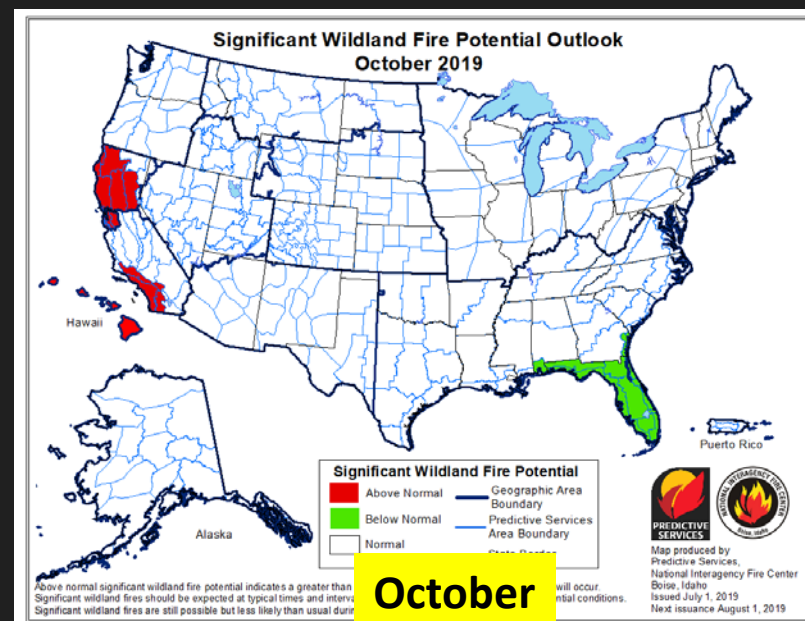 Significant Wildland Fire Potential Outlook
October 2019
Hawaii
Puerto Rico
Alaska
Significant Wildland Fire Potential
Above Normal
Below Normal
Normal
Geographic Area
Boundary
Predictive Services
Area Boundary
PREDICTIVE
SERVICES
NATIONAL INTERAGENCY FIRE CENTER
Boise, Idaho
Map produced by
Predictive Services,
National Interagency Fire Center
Boise, Idaho
Issued July 1, 2019
Next issuance August 1, 2019
Above normal significant wildland fire potential indicates a greater than will occur.
Significant wildland fires should be expected at typical times and conditions.
Significant wildland fires are still possible but less likely than usual
October